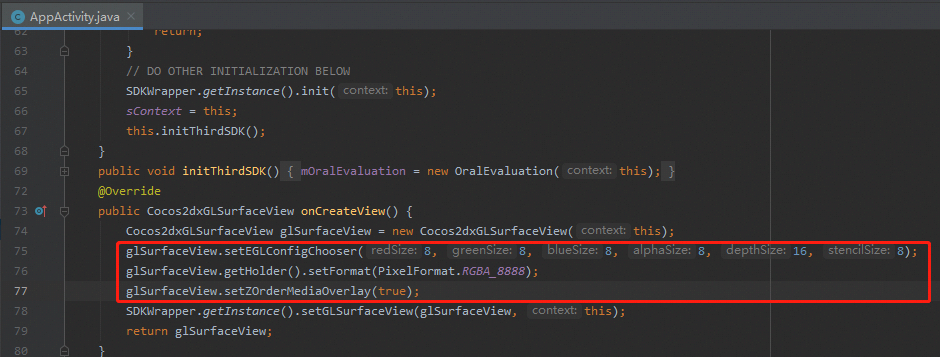 AppActivity.java ×
62 return;
63 }
64 // DO OTHER INITIALIZATION BELOW
65 SDKWrapper.getInstance().init( context: this);
66 sContext = this;
67 this.initThirdSDK();
68 }
69 public void initThirdSDK() { mOralEvaluation = new OralEvaluation( context: this); }
72 @Override
73 public Cocos2dxGLSurfaceView onCreateView() {
74 Cocos2dxGLSurfaceView glSurfaceView = new Cocos2dxGLSurfaceView( context: this);
75 glSurfaceView.setEGLConfigChooser( redSize: 8, greenSize: 8, blueSize: 8, alphaSize: 8, depthSize: 16, stencilSize: 8);
76 glSurfaceView.getHolder().setFormat(PixelFormat.RGBA_8888);
77 glSurfaceView.setZOrderMediaOverlay(true);
78 SDKWrapper.getInstance().setGLSurfaceView(glSurfaceView, context: this);
79 return glSurfaceView;
80 }